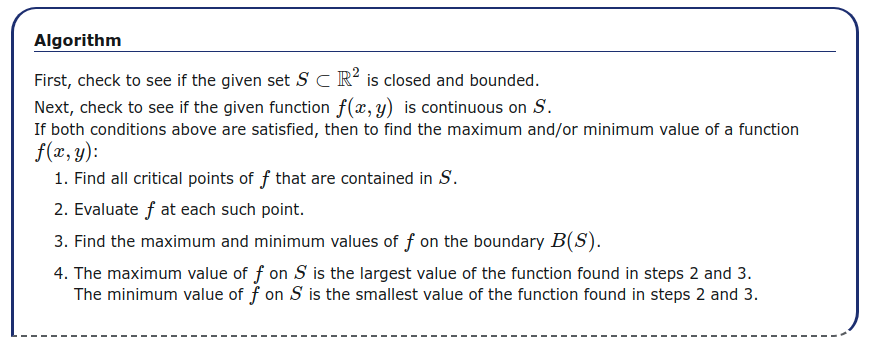 Algorithm
First, check to see if the given set S ⊂ ℝ² is closed and bounded.
Next, check to see if the given function f(x, y) is continuous on S.
If both conditions above are satisfied, then to find the maximum and/or minimum value of a function
f(x, y):
1. Find all critical points of f that are contained in S.
2. Evaluate f at each such point.
3. Find the maximum and minimum values of f on the boundary B(S).
4. The maximum value of f on S is the largest value of the function found in steps 2 and 3.
The minimum value of f on S is the smallest value of the function found in steps 2 and 3.